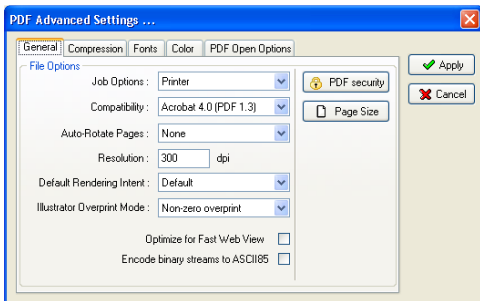 PDF Advanced Settings ...
General Compression Fonts Color PDF Open Options
File Options
Job Options : Printer
Compatibility : Acrobat 4.0 (PDF 1.3)
Auto-Rotate Pages : None
Resolution : 300 dpi
Default Rendering Intent : Default
Illustrator Overprint Mode : Non-zero overprint
Optimize for Fast Web View
Encode binary streams to ASCII85
PDF security
Page Size
Apply
Cancel